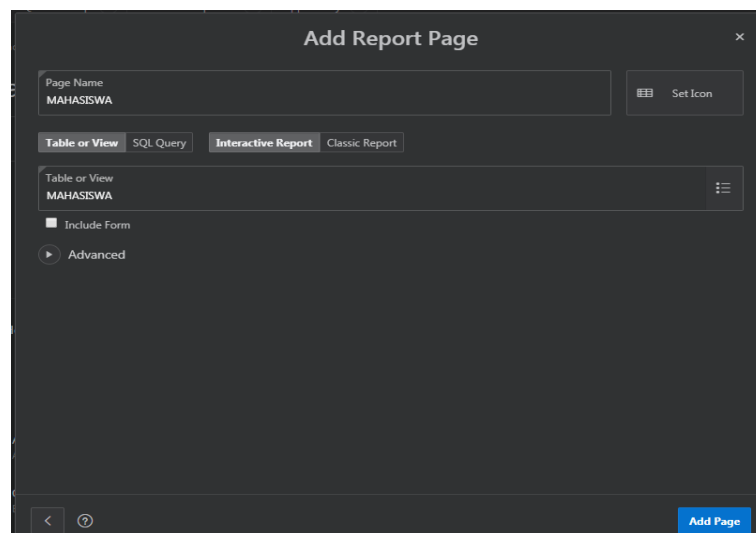 Add Report Page
Page Name
MAHASISWA
Set Icon
Table or View SQL Query Interactive Report Classic Report
Table or View
MAHASISWA
Include Form
Advanced
Add Page